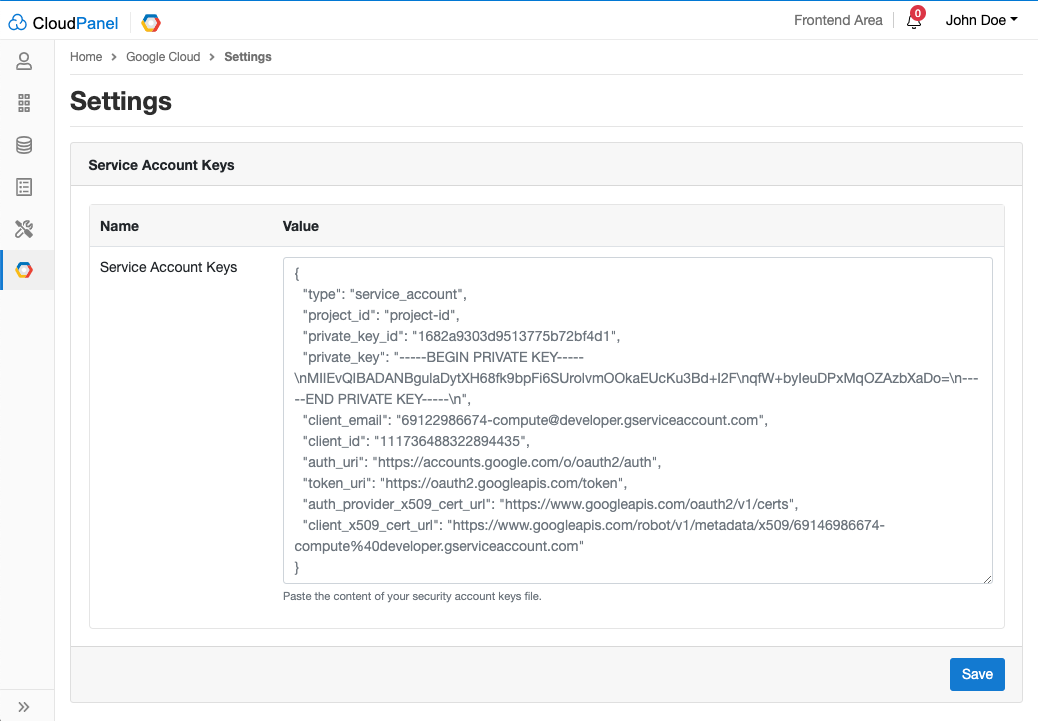 CloudPanel
Frontend Area
0
John Doe
Home > Google Cloud > Settings
Settings
Service Account Keys
Name Value
Service Account Keys
{
"type": "service_account",
"project_id": "project-id",
"private_key_id": "1682a9303d9513775b72bf4d1",
"private_key": "-----BEGIN PRIVATE KEY-----
\nMIIEvQIBADANBgulaDytXH68fk9bpFi6SUrolvmOOkaEUcKu3Bd+I2F\nqfW+byIeuDPxMqOZAzbXaDo=\n---
--END PRIVATE KEY-----\n",
"client_email": "69122986674-compute@developer.gserviceaccount.com",
"client_id": "111736488322894435",
"auth_uri": "https://accounts.google.com/o/oauth2/auth",
"token_uri": "https://oauth2.googleapis.com/token",
"auth_provider_x509_cert_url": "https://www.googleapis.com/oauth2/v1/certs",
"client_x509_cert_url": "https://www.googleapis.com/robot/v1/metadata/x509/69146986674-
compute%40developer.gserviceaccount.com"
}
Paste the content of your security account keys file.
Save